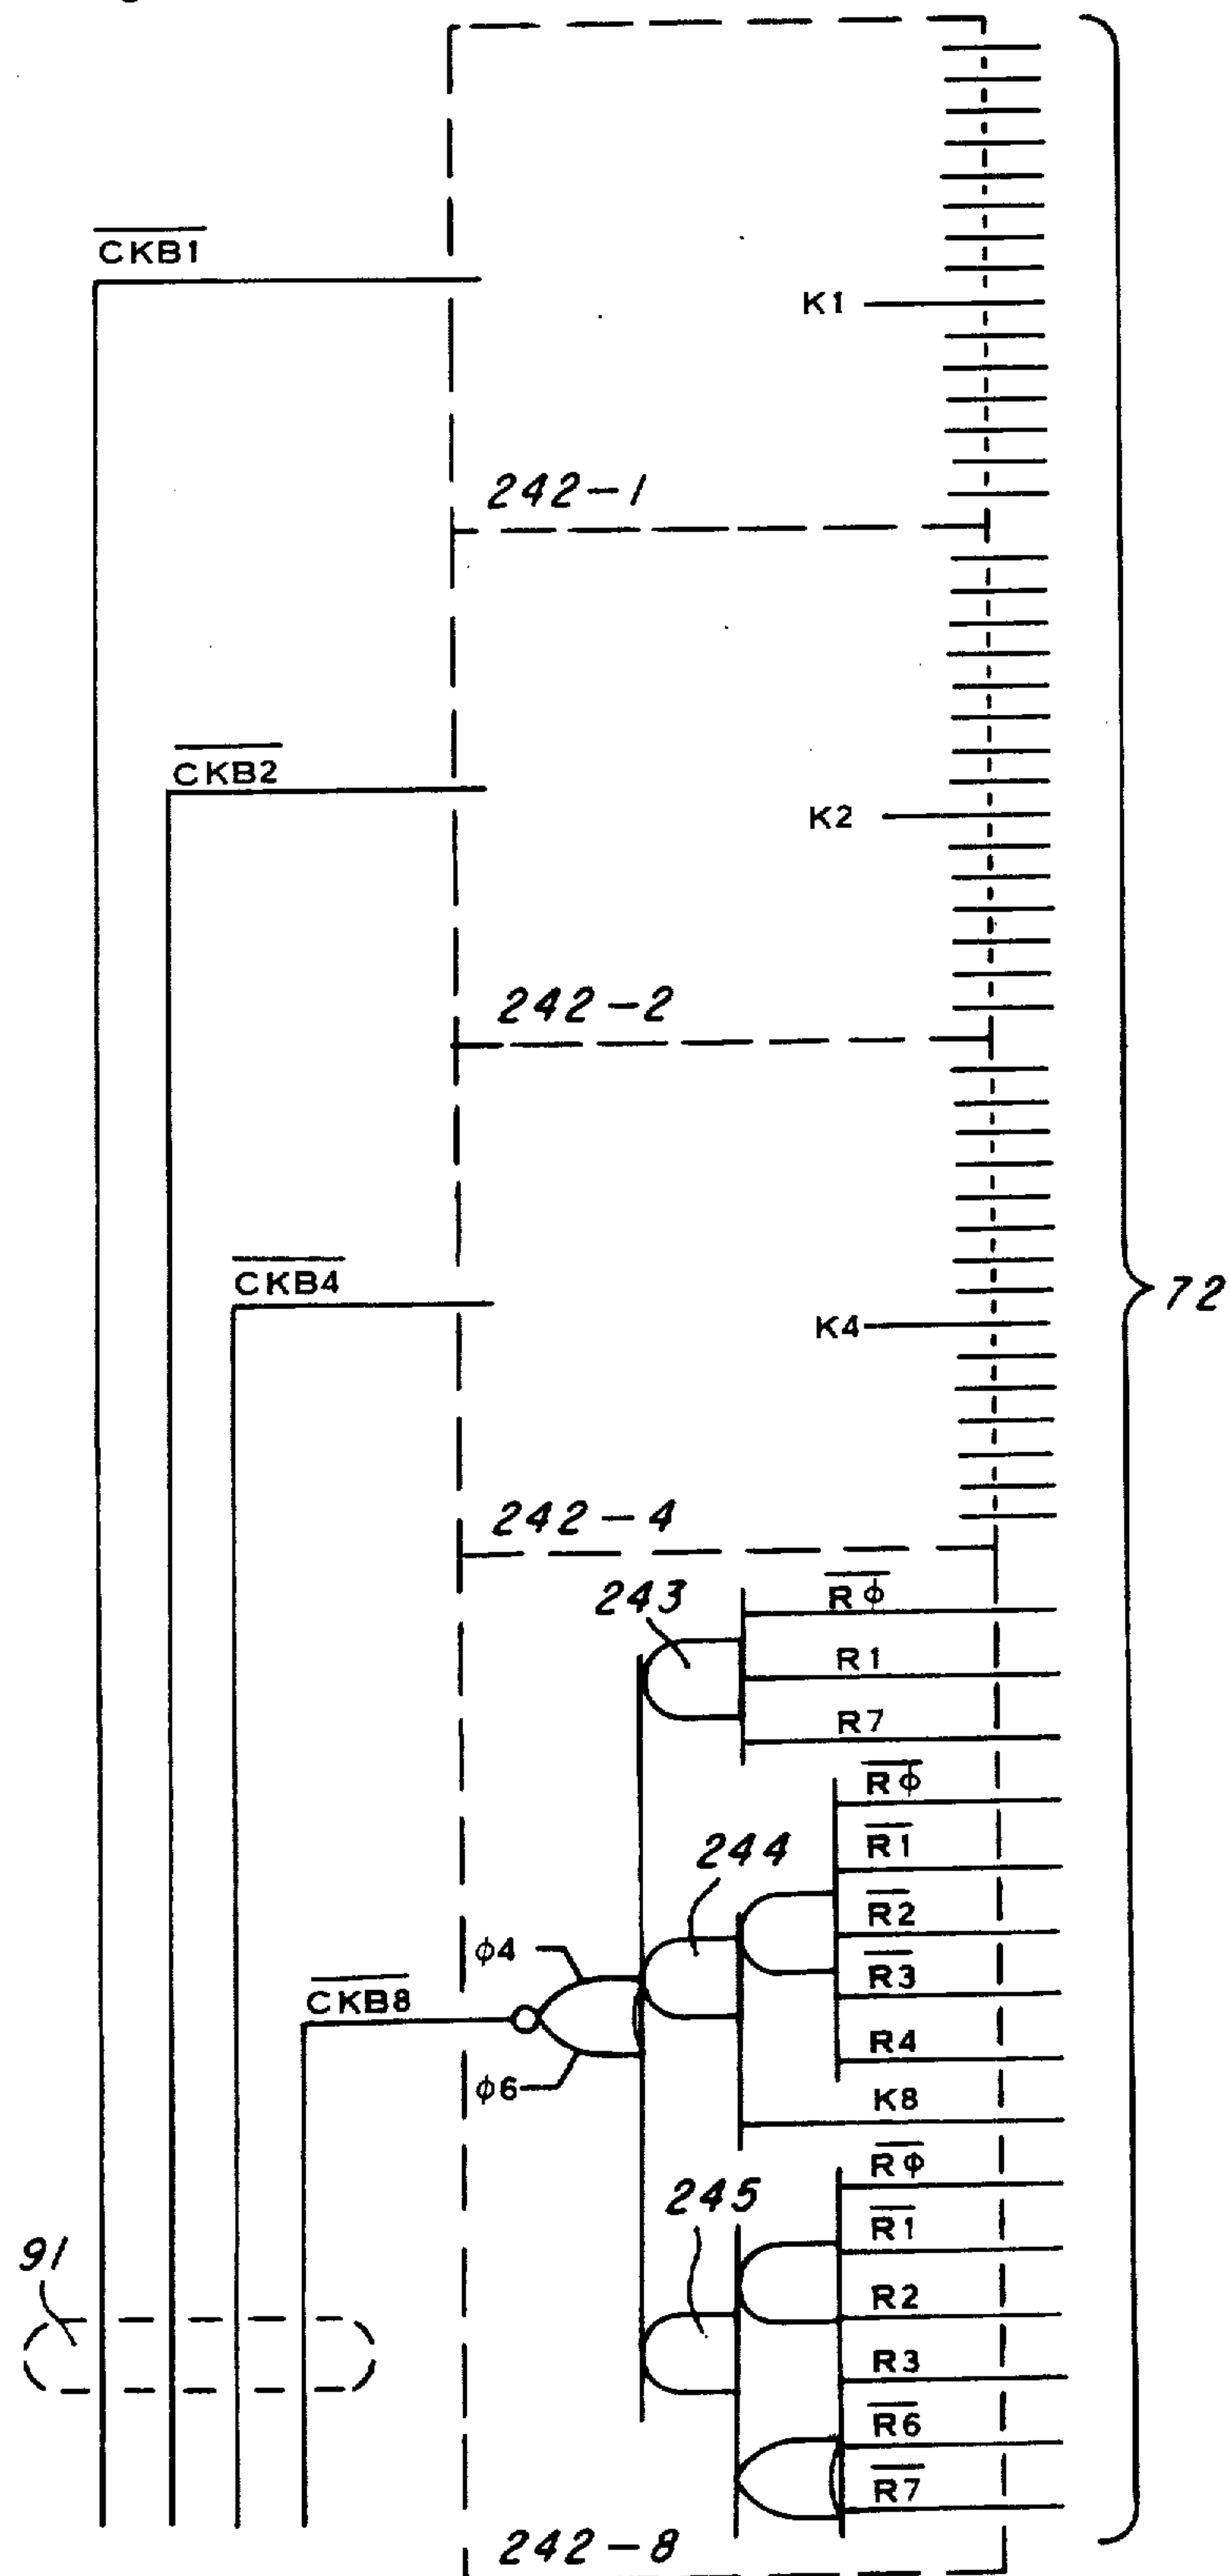 CKB1
K1
242-1
CKB2
K2
242-2
CKB4
K4
72
242-4
243
Rϕ
R1
R7
Rϕ
R1
244
R2
ϕ4
R3
CKB8
R4
ϕ6
K8
Rϕ
245
R1
91
R2
R3
R6
R7
242-8